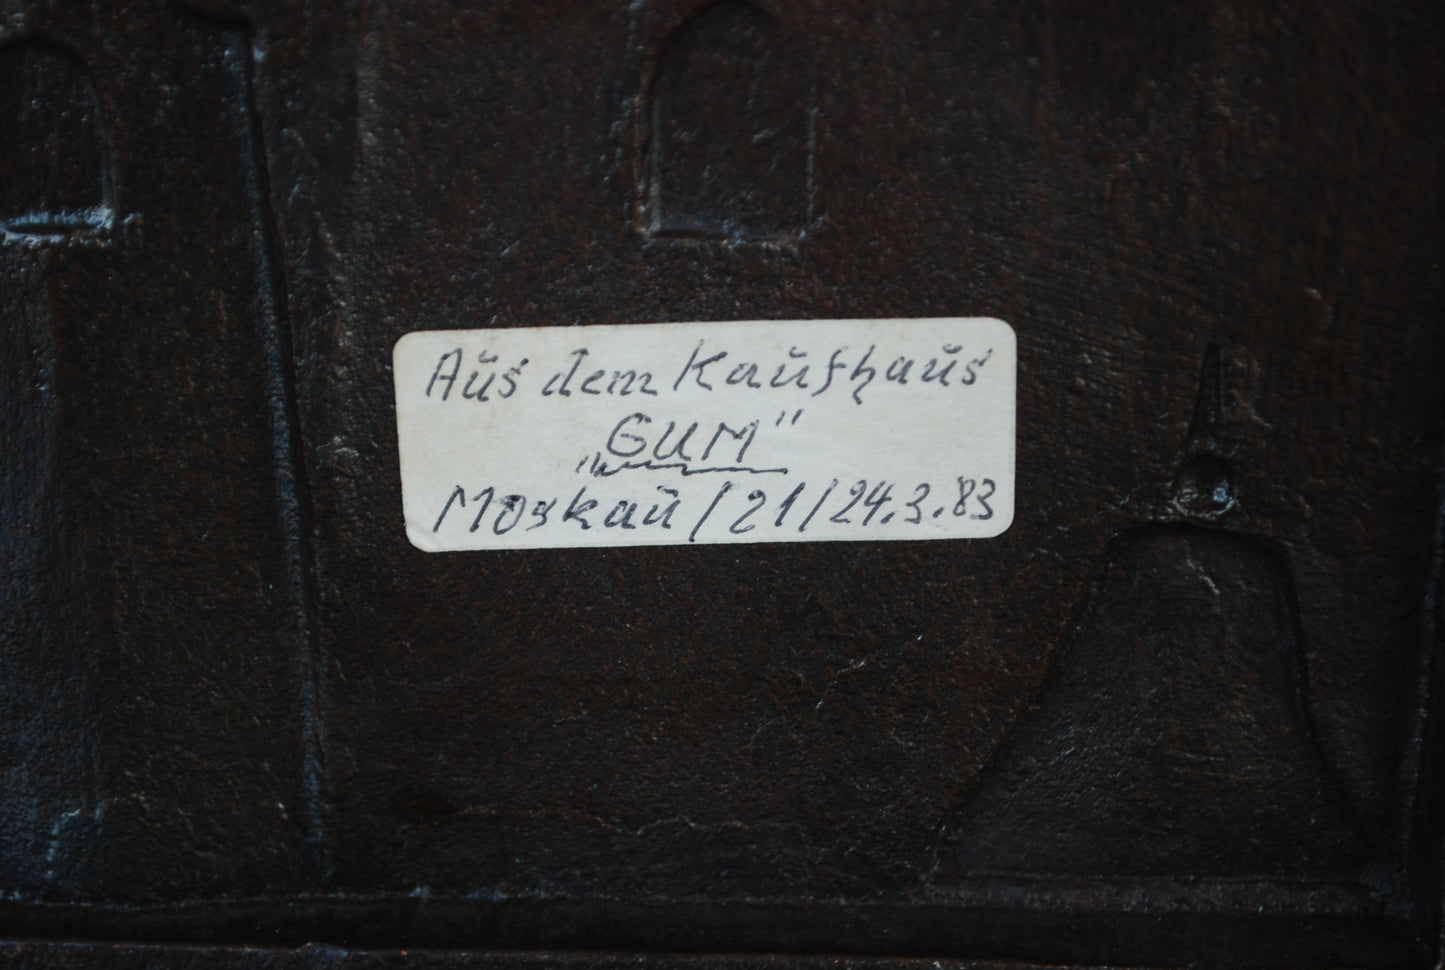 Aus dem Kaufhaus
„GUM"
Moskau/21/24.3.83